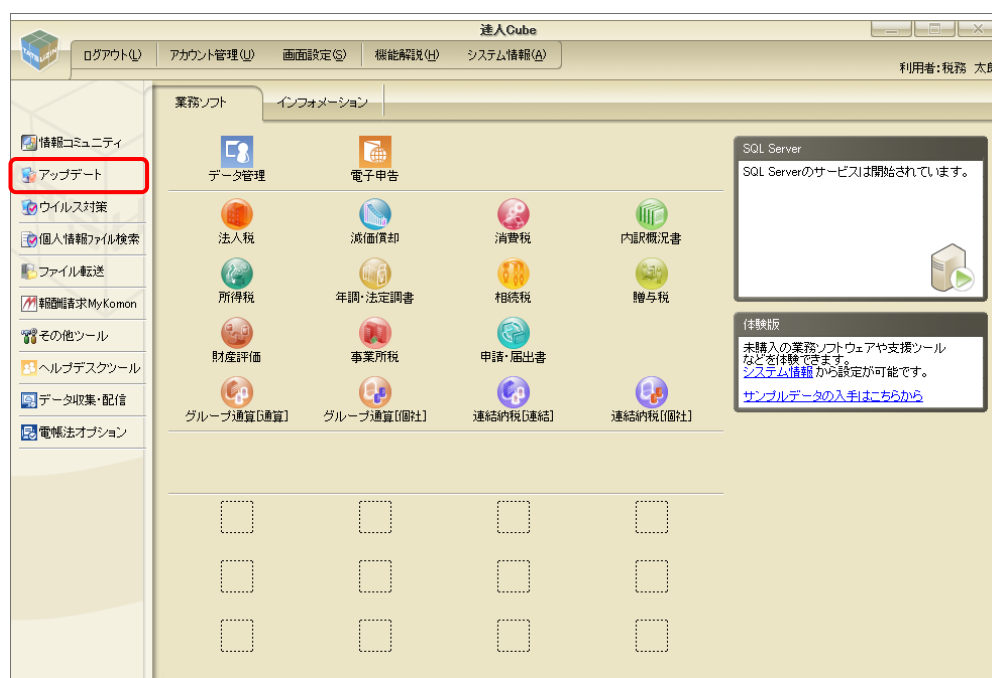 達人Cube
ログアウト(L)
アカウント管理(U)
画面設定(S)
機能解説(H)
システム情報(A)
利用者:税務 太郎
業務ソフト
インフォメーション
情報コミュニティ
アップデート
ウイルス対策
個人情報ファイル検索
ファイル転送
報酬請求MyKomon
その他ツール
ヘルプデスクツール
データ収集・配信
電帳法オプション
データ管理
電子申告
法人税
減価償却
消費税
内訳概況書
所得税
年調・法定調書
相続税
贈与税
財産評価
事業所税
申請・届出書
グループ通算[通算]
グループ通算[個社]
連結納税[連結]
連結納税[個社]
SQL Server
SQL Serverのサービスは開始されています。
体験版
未購入の業務ソフトウェアや支援ツール
などを体験できます。
システム情報から設定が可能です。
サンプルデータの入手はこちらから